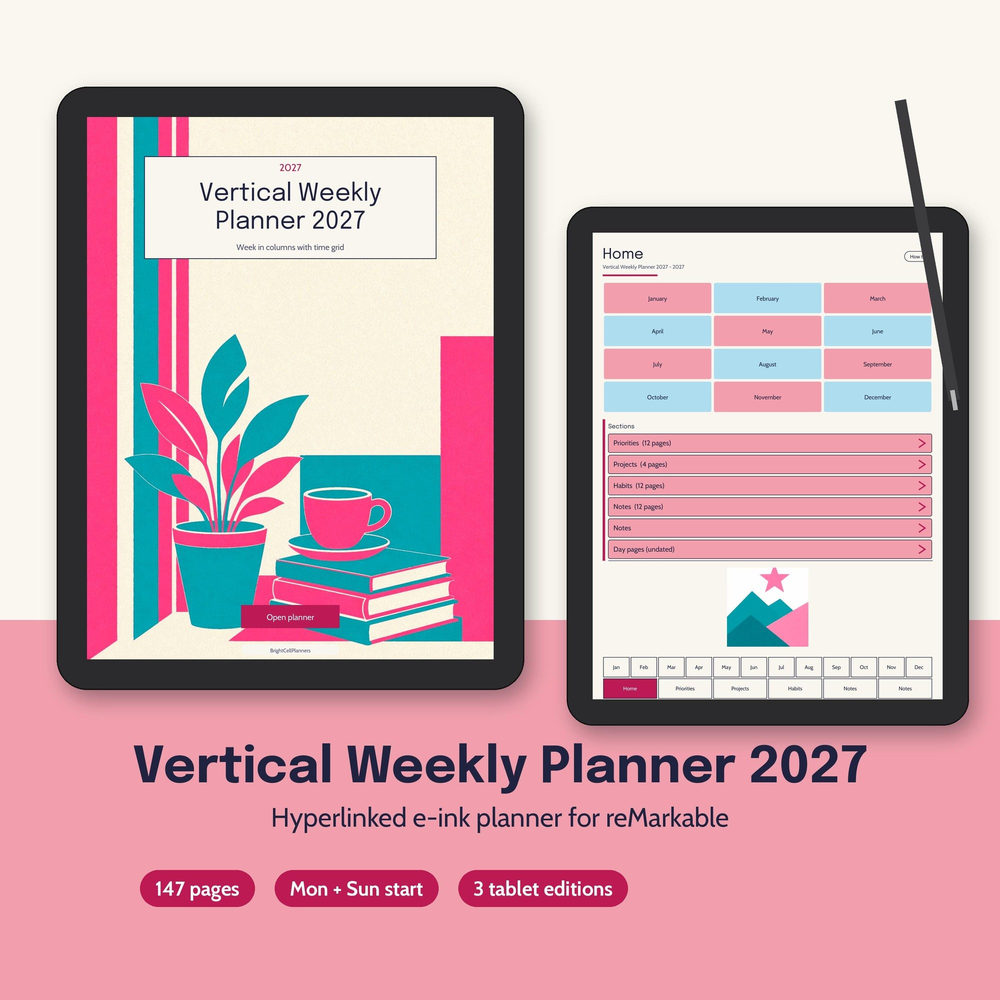 2027
Vertical Weekly
Planner 2027
Week in columns with time grid
Open planner
BrightCellPlanners
Home
Vertical Weekly Planner 2027 - 2027
How
January
February
March
April
May
June
July
August
September
October
November
December
Sections
Priorities (12 pages)
Projects (4 pages)
Habits (12 pages)
Notes (12 pages)
Notes
Day pages (undated)
Jan
Feb
Mar
Apr
May
Jun
Jul
Aug
Sep
Oct
Nov
Dec
Home
Priorities
Projects
Habits
Notes
Notes
Vertical Weekly Planner 2027
Hyperlinked e-ink planner for reMarkable
147 pages
Mon + Sun start
3 tablet editions